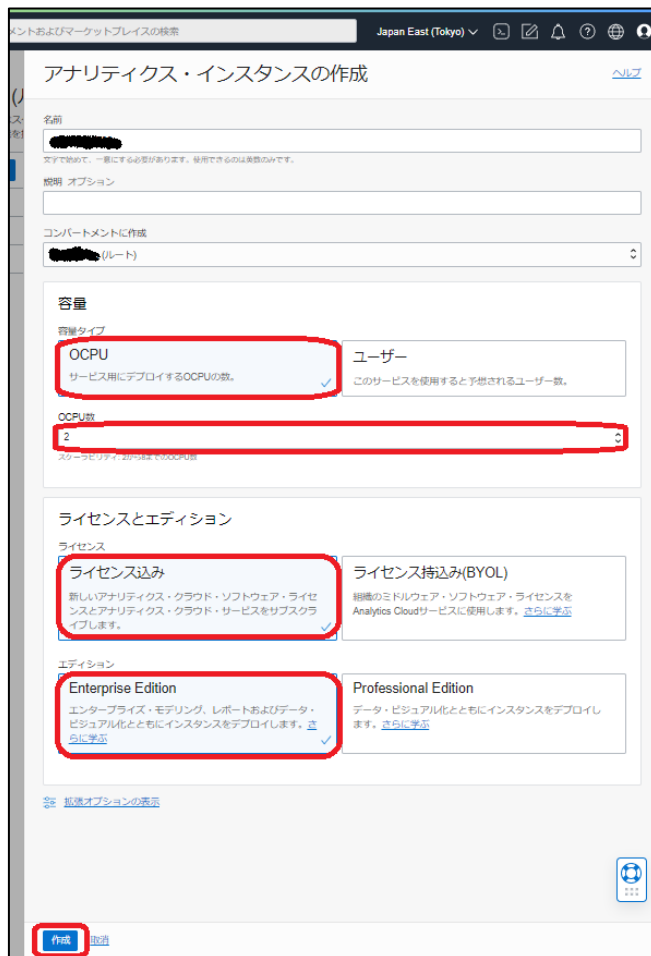 メントおよびマーケットプレイスの検索
Japan East (Tokyo)
アナリティクス・インスタンスの作成
ヘルプ
名前
文字で始めて、一意にする必要があります。使用できるのは英数のみです。
説明 オプション
コンパートメントに作成
(ルート)
容量
容量タイプ
OCPU
サービス用にデプロイするOCPUの数。
ユーザー
このサービスを使用すると予想されるユーザー数。
OCPU数
2
スケーラビリティ:
OCPU数
ライセンスとエディション
ライセンス
ライセンス込み
新しいアナリティクス・クラウド・ソフトウェア・ライセ
ンスとアナリティクス・クラウド・サービスをサブスクラ
イブします。
ライセンス持込み(BYOL)
組織のミドルウェア・ソフトウェア・ライセンスを
Analytics Cloudサービスに使用します。さらに学ぶ
エディション
Enterprise Edition
エンタープライズ・モデリング、レポートおよびデータ・
ビジュアル化とともにインスタンスをデプロイします。さ
らに学ぶ
Professional Edition
データ・ビジュアル化とともにインスタンスをデプロイし
ます。さらに学ぶ
拡張オプションの表示
作成
取消